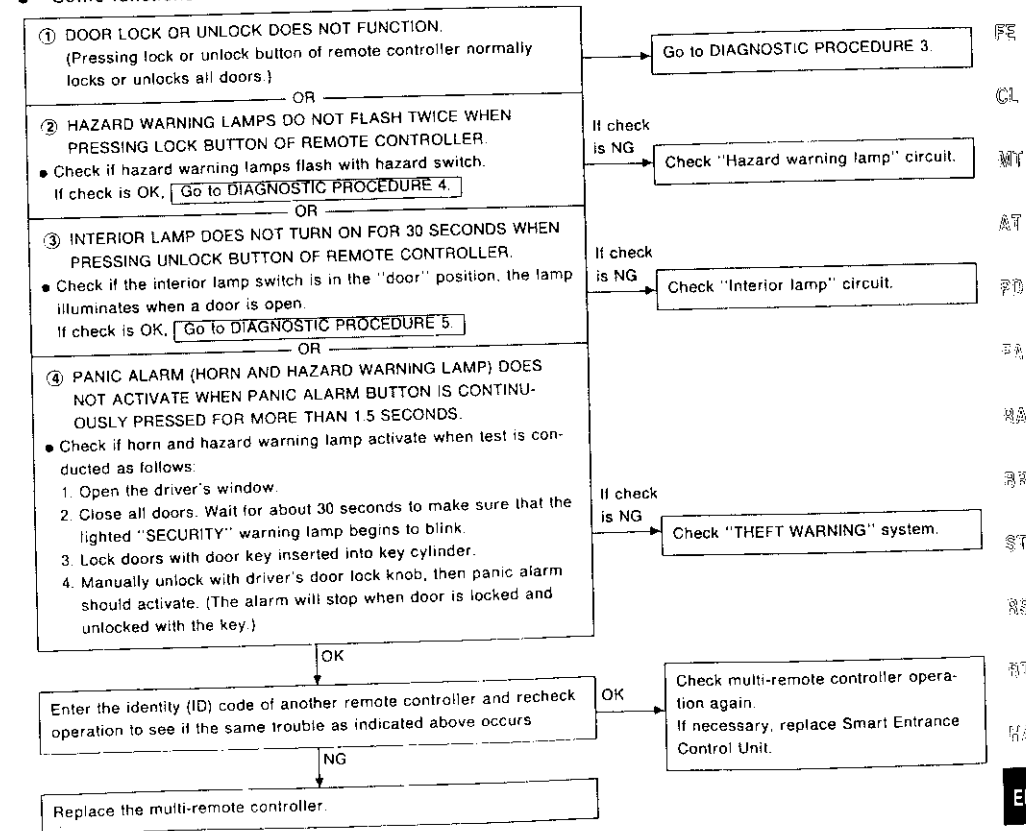 ① DOOR LOCK OR UNLOCK DOES NOT FUNCTION.
(Pressing lock or unlock button of remote controller normally
locks or unlocks all doors.)
Go to DIAGNOSTIC PROCEDURE 3.
OR
② HAZARD WARNING LAMPS DO NOT FLASH TWICE WHEN
PRESSING LOCK BUTTON OF REMOTE CONTROLLER.
• Check if hazard warning lamps flash with hazard switch.
If check is OK, Go to DIAGNOSTIC PROCEDURE 4.
If check
is NG
Check "Hazard warning lamp" circuit.
OR
③ INTERIOR LAMP DOES NOT TURN ON FOR 30 SECONDS WHEN
PRESSING UNLOCK BUTTON OF REMOTE CONTROLLER.
• Check if the interior lamp switch is in the "door" position, the lamp
illuminates when a door is open.
If check is OK, Go to DIAGNOSTIC PROCEDURE 5.
If check
is NG
Check "Interior lamp" circuit.
OR
④ PANIC ALARM (HORN AND HAZARD WARNING LAMP) DOES
NOT ACTIVATE WHEN PANIC ALARM BUTTON IS CONTINU-
OUSLY PRESSED FOR MORE THAN 1.5 SECONDS.
• Check if horn and hazard warning lamp activate when test is con-
ducted as follows:
1. Open the driver's window.
2. Close all doors. Wait for about 30 seconds to make sure that the
lighted "SECURITY" warning lamp begins to blink.
3. Lock doors with door key inserted into key cylinder.
4. Manually unlock with driver's door lock knob, then panic alarm
should activate. (The alarm will stop when door is locked and
unlocked with the key.)
If check
is NG
Check "THEFT WARNING" system.
OK
Enter the identity (ID) code of another remote controller and recheck
operation to see if the same trouble as indicated above occurs
OK
Check multi-remote controller opera-
tion again.
If necessary, replace Smart Entrance
Control Unit.
NG
Replace the multi-remote controller.
FE
CL
MT
AT
FD
FA
RA
BR
ST
RS
BT
HA